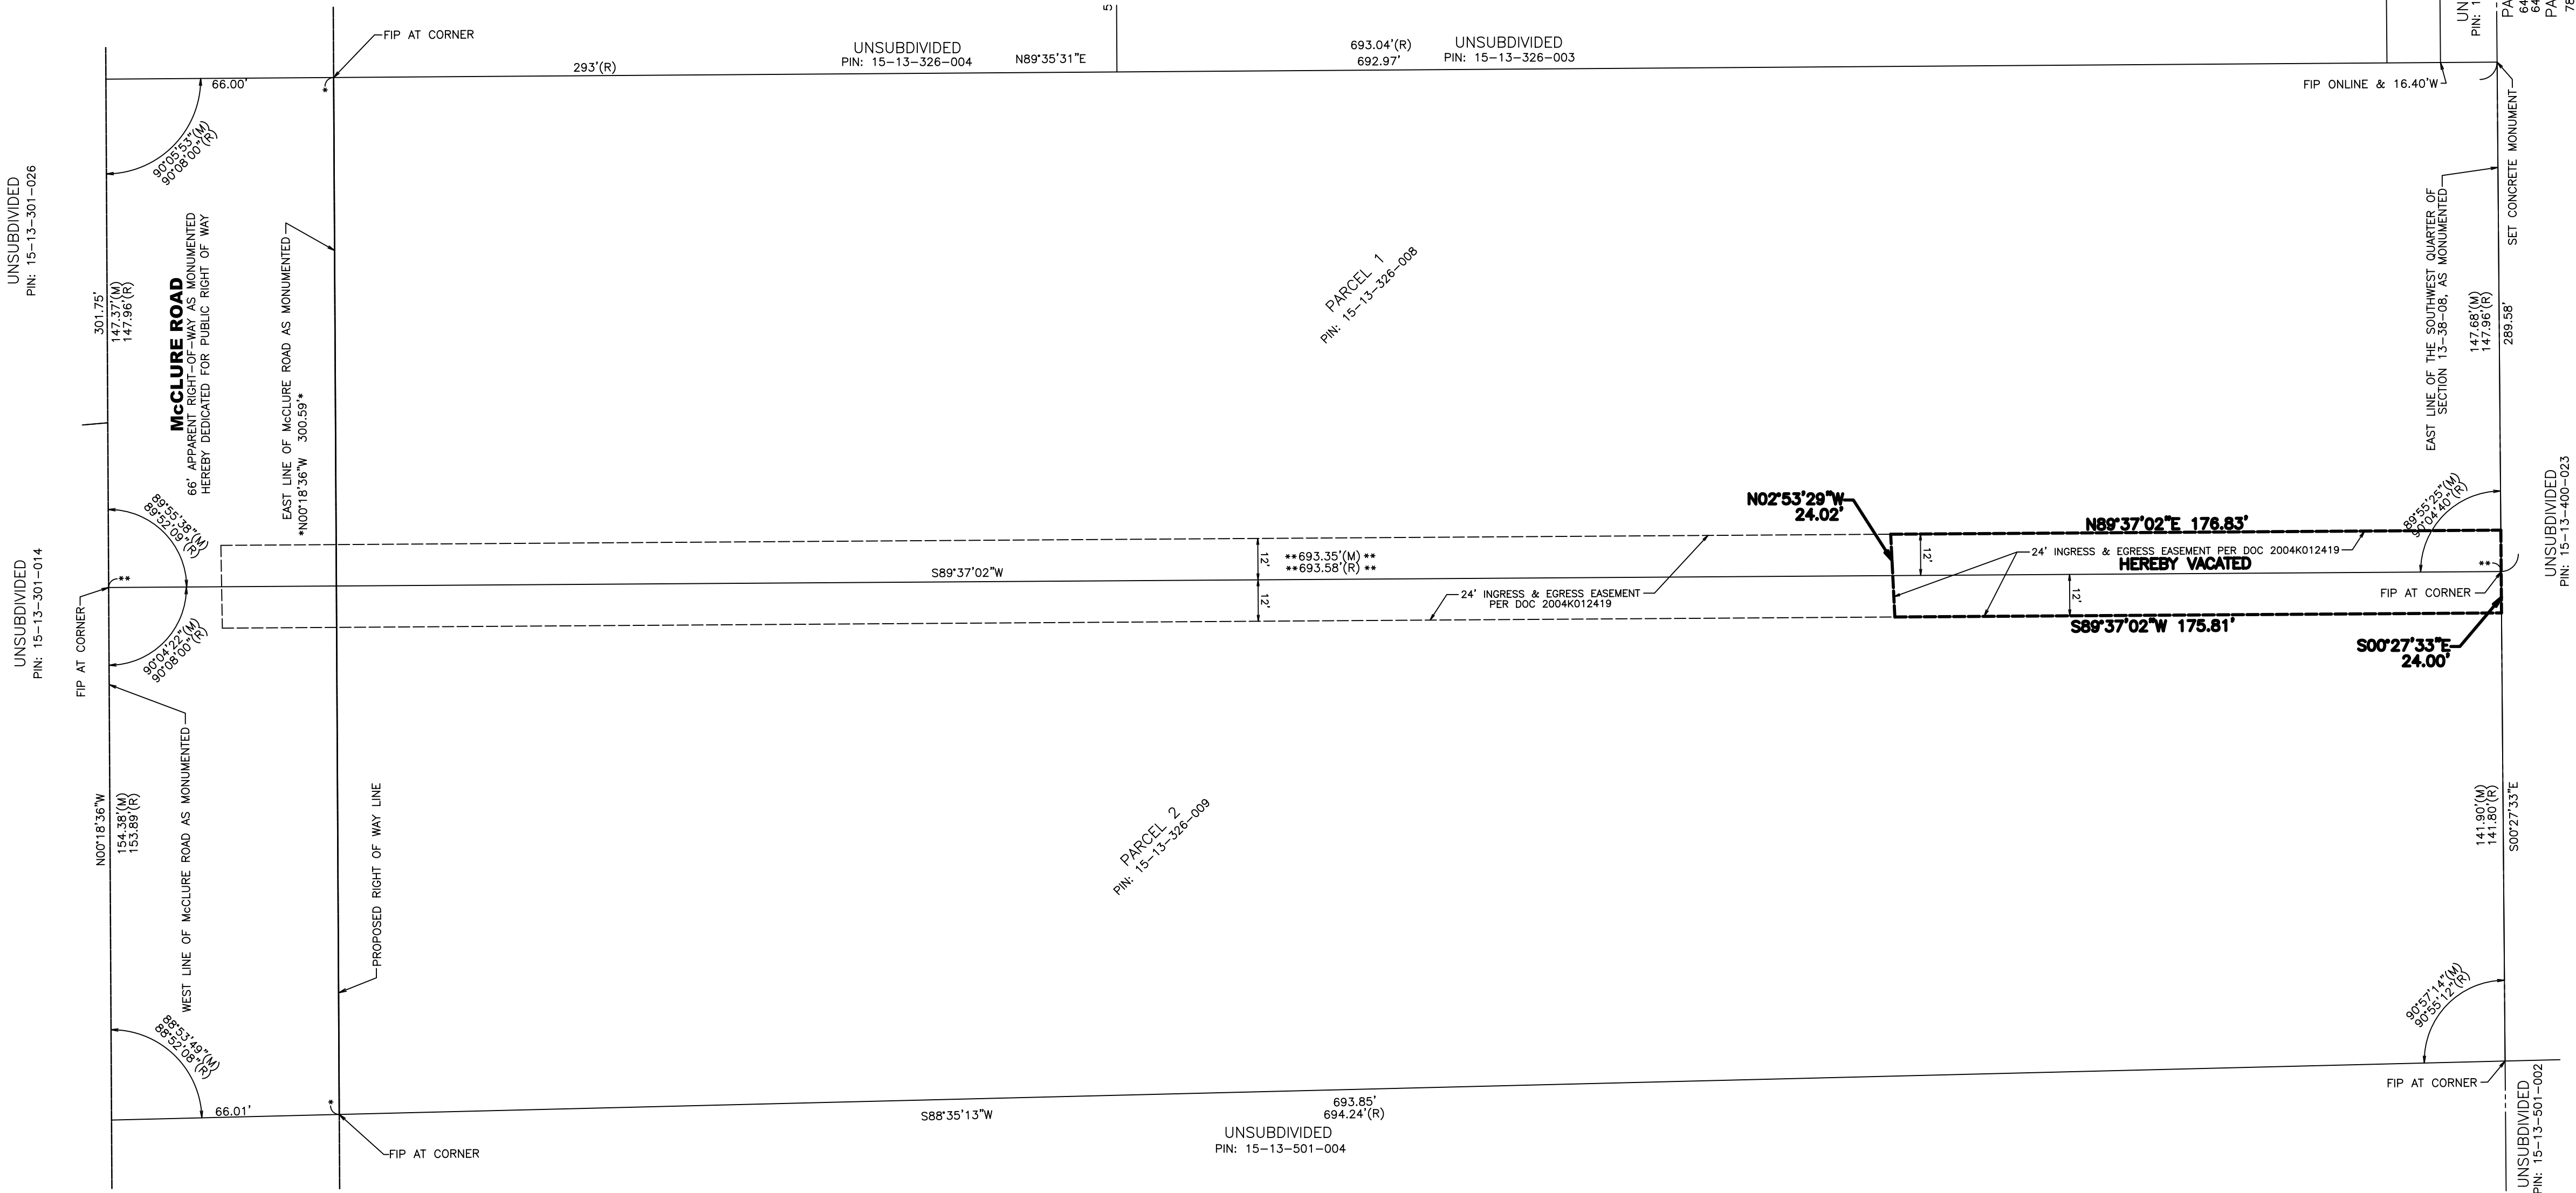 FIP AT CORNER
293'(R)
UNSUBDIVIDED
PIN: 15-13-326-004
N89°35'31"E
5
693.04'(R)
692.97'
UNSUBDIVIDED
PIN: 15-13-326-003
FIP ONLINE & 16.40'W
SET CONCRETE MONUMENT
PIN: 1
UN
PA
64
64
PA
78
66.00'
*
90°05'53"(M)
90°08'00"(R)
UNSUBDIVIDED
PIN: 15-13-301-026
301.75'
147.37'(M)
147.96'(R)
McCLURE ROAD
66' APPARENT RIGHT-OF-WAY AS MONUMENTED
HEREBY DEDICATED FOR PUBLIC RIGHT OF WAY
EAST LINE OF McCLURE ROAD AS MONUMENTED
*N00°18'36"W 300.59'*
PARCEL 1
PIN: 15-13-326-008
EAST LINE OF THE SOUTHWEST QUARTER OF
SECTION 13-38-08, AS MONUMENTED
147.68'(M)
147.96'(R)
289.58'
UNSUBDIVIDED
PIN: 15-13-400-023
89°55'38"(M)
89°52'09"(R)
89°55'25"(M)
90°04'40"(R)
N02°53'29"W
24.02'
N89°37'02"E 176.83'
12'
**693.35'(M) **
**693.58'(R) **
12'
24' INGRESS & EGRESS EASEMENT PER DOC 2004K012419
HEREBY VACATED
**
S89°37'02"W
**
FIP AT CORNER
12'
24' INGRESS & EGRESS EASEMENT
PER DOC 2004K012419
12'
S89°37'02"W 175.81'
S00°27'33"E
24.00'
UNSUBDIVIDED
PIN: 15-13-301-014
FIP AT CORNER
90°04'22"(M)
90°08'00"(R)
WEST LINE OF McCLURE ROAD AS MONUMENTED
N00°18'36"W
154.38'(M)
153.89'(R)
PROPOSED RIGHT OF WAY LINE
PARCEL 2
PIN: 15-13-326-009
141.90'(M)
141.80'(R)
S00°27'33"E
88°53'49"(M)
88°52'08"(R)
90°57'14"(M)
90°55'12"(R)
66.01'
*
S88°35'13"W
693.85'
694.24'(R)
UNSUBDIVIDED
PIN: 15-13-501-004
FIP AT CORNER
FIP AT CORNER
UNSUBDIVIDED
PIN: 15-13-501-002